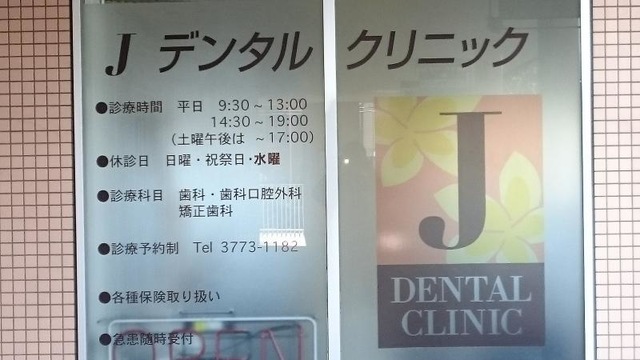 J デンタル クリニック
●診療時間 平日 9:30～13:00
14:30～19:00
(土曜午後は ～17:00)
●休診日 日曜・祝祭日・水曜
●診療科目 歯科・歯科口腔外科
矯正歯科
●診療予約制 Tel 3773-1182
●各種保険取り扱い
●急患随時受付
OPEN
J
DENTAL
CLINIC